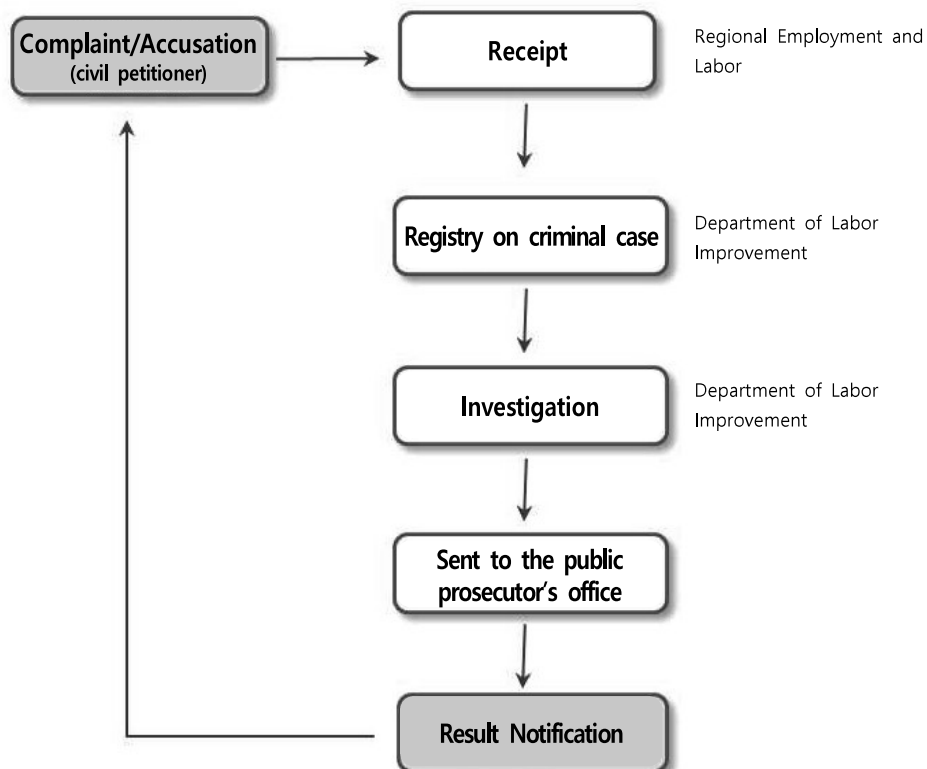 Complaint/Accusation
(civil petitioner)
Receipt
Regional Employment and
Labor
Registry on criminal case
Department of Labor
Improvement
Investigation
Department of Labor
Improvement
Sent to the public
prosecutor's office
Result Notification